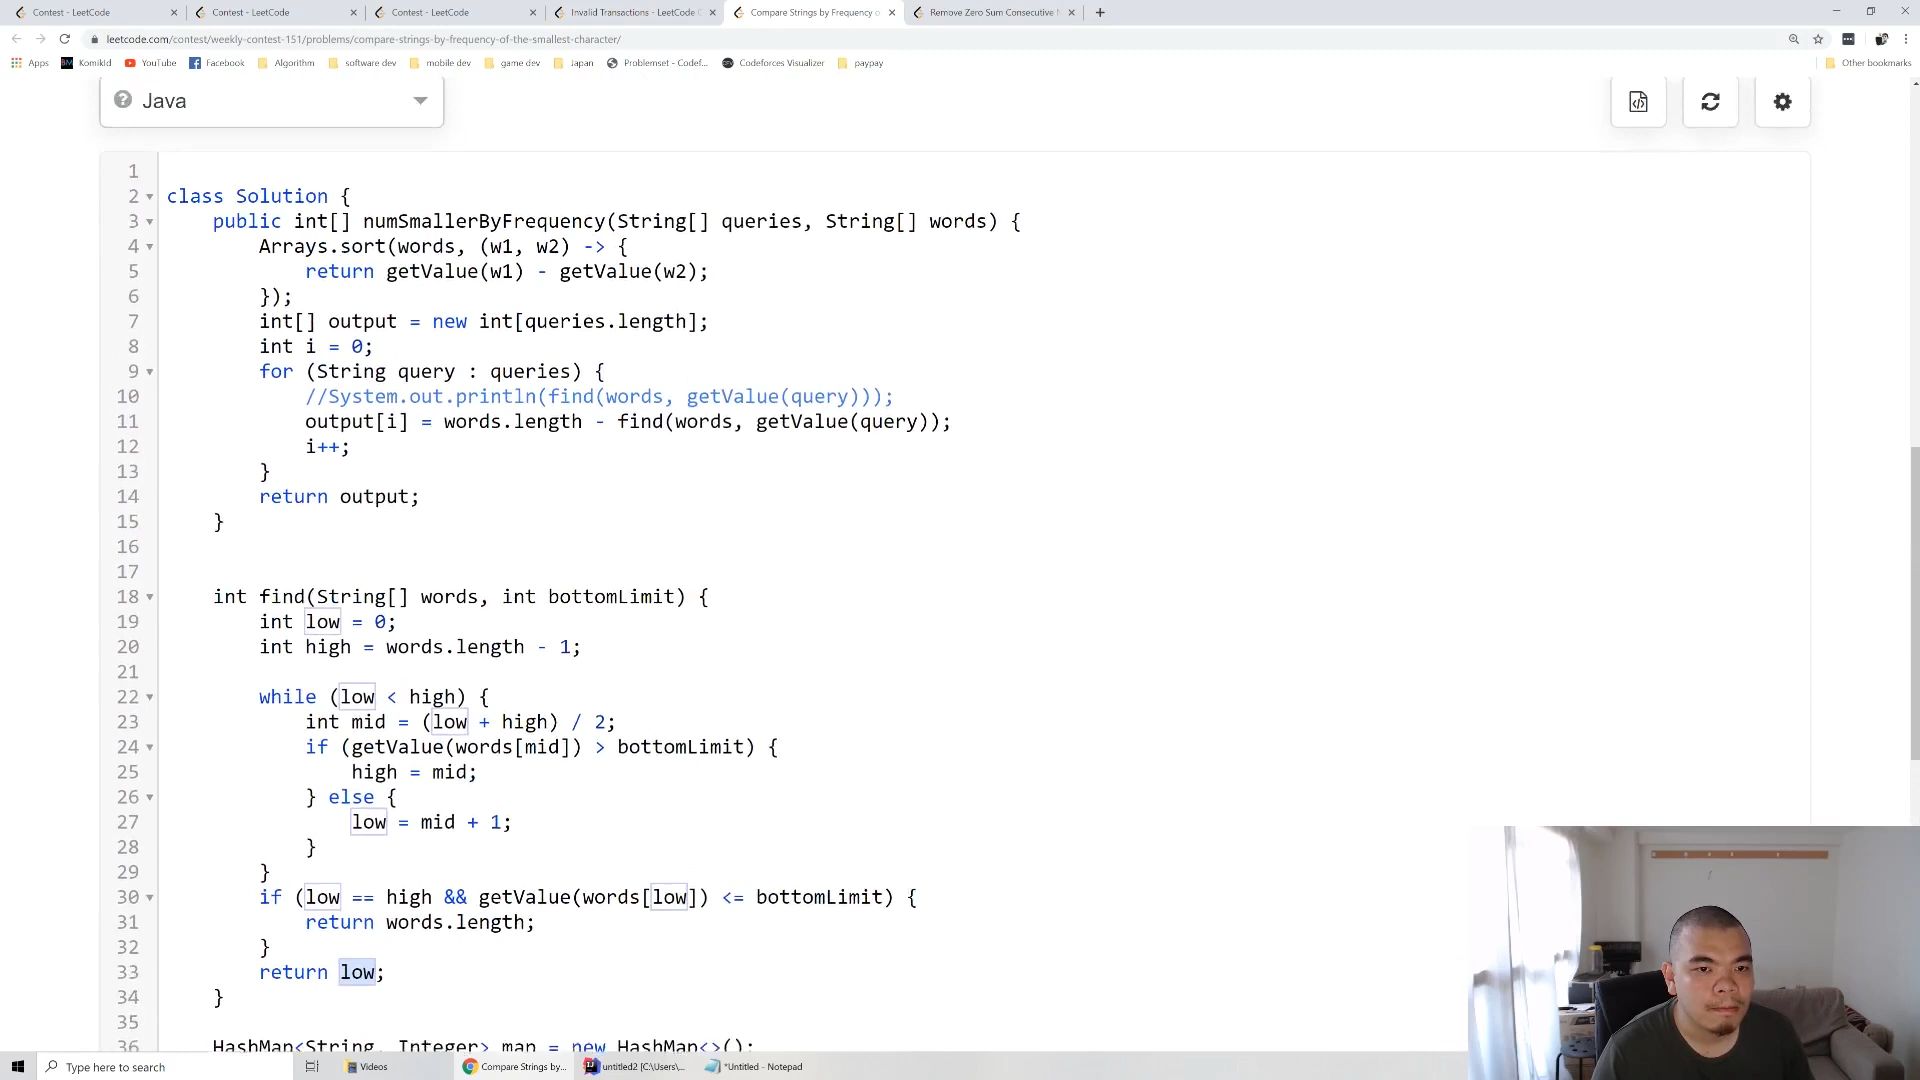 Contest - LeetCode
Contest - LeetCode
Contest - LeetCode
Invalid Transactions - LeetCode C
Compare Strings by Frequency o
Remove Zero Sum Consecutive N
leetcode.com/contest/weekly-contest-151/problems/compare-strings-by-frequency-of-the-smallest-character/
Apps
KomikId
YouTube
Facebook
Algorithm
software dev
mobile dev
game dev
Japan
Problemset - Codef...
Codeforces Visualizer
paypay
Other bookmarks
Java
1
2 class Solution {
3 public int[] numSmallerByFrequency(String[] queries, String[] words) {
4 Arrays.sort(words, (w1, w2) -> {
5 return getValue(w1) - getValue(w2);
6 });
7 int[] output = new int[queries.length];
8 int i = 0;
9 for (String query : queries) {
10 //System.out.println(find(words, getValue(query)));
11 output[i] = words.length - find(words, getValue(query));
12 i++;
13 }
14 return output;
15 }
16
17
18 int find(String[] words, int bottomLimit) {
19 int low = 0;
20 int high = words.length - 1;
21
22 while (low < high) {
23 int mid = (low + high) / 2;
24 if (getValue(words[mid]) > bottomLimit) {
25 high = mid;
26 } else {
27 low = mid + 1;
28 }
29 }
30 if (low == high && getValue(words[low]) <= bottomLimit) {
31 return words.length;
32 }
33 return low;
34 }
35
36 HashMap<String, Integer> map = new HashMap<>();
Type here to search
Videos
Compare Strings by...
untitled2 [C:\Users\...
*Untitled - Notepad